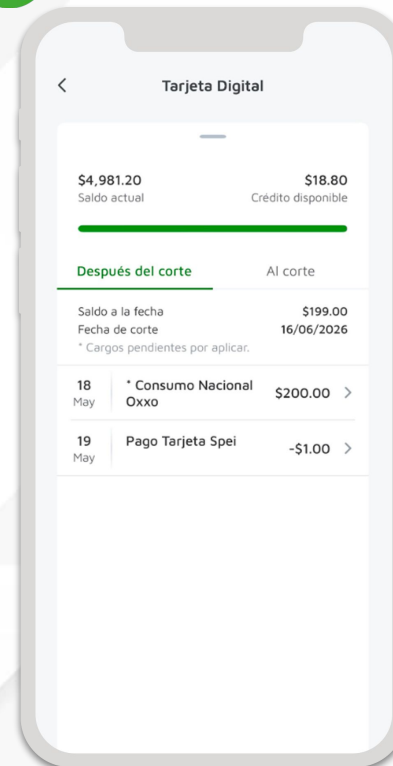 Tarjeta Digital
$4,981.20 $18.80
Saldo actual Crédito disponible
Después del corte Al corte
Saldo a la fecha $199.00
Fecha de corte 16/06/2026
* Cargos pendientes por aplicar.
18 * Consumo Nacional $200.00
May Oxxo
19 Pago Tarjeta Spei -$1.00
May